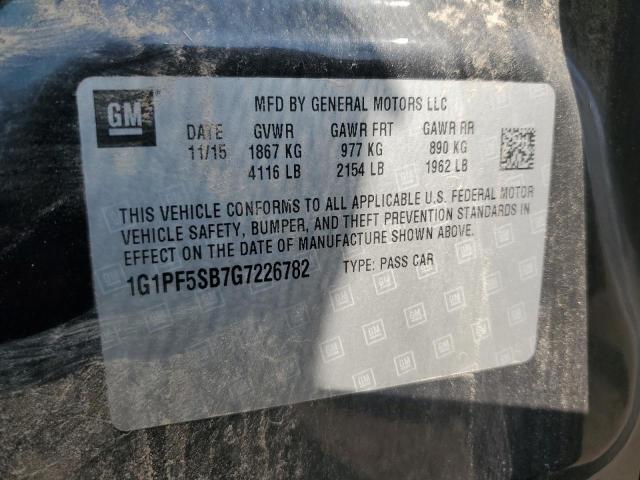 GM
MFD BY GENERAL MOTORS LLC
DATE GVWR GAWR FRT GAWR RR
11/15 1867 KG 977 KG 890 KG
4116 LB 2154 LB 1962 LB
THIS VEHICLE CONFORMS TO ALL APPLICABLE U.S. FEDERAL MOTOR
VEHICLE SAFETY, BUMPER, AND THEFT PREVENTION STANDARDS IN
EFFECT ON THE DATE OF MANUFACTURE SHOWN ABOVE.
1G1PF5SB7G7226782 TYPE: PASS CAR